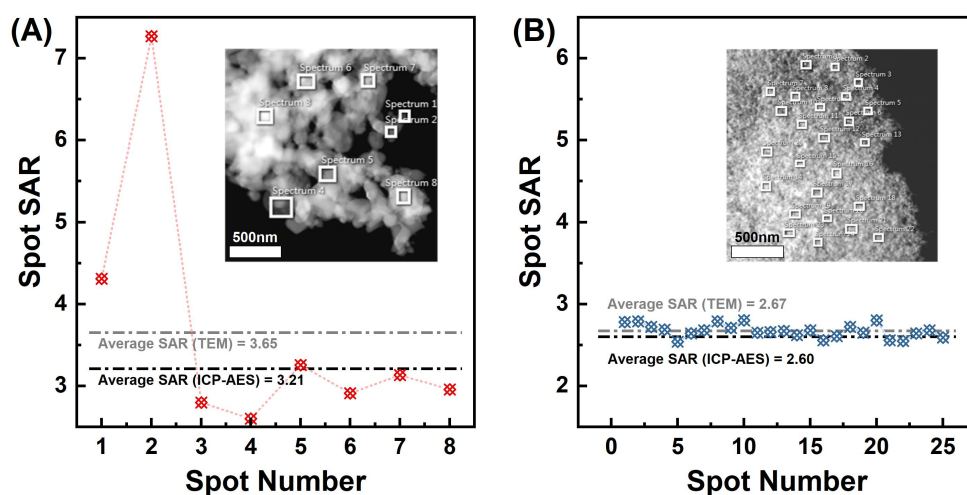 (A)
7
6
5
4
3
Spot SAR
Spectrum 6
Spectrum 7
Spectrum 3
Spectrum 1
Spectrum 2
Spectrum 5
Spectrum 4
Spectrum 8
500nm
Average SAR (TEM) = 3.65
Average SAR (ICP-AES) = 3.21
1 2 3 4 5 6 7 8
Spot Number
(B)
6
5
4
3
2
Spot SAR
Spectrum 2
Spectrum 3
Spectrum 4
Spectrum 5
Spectrum 13
500nm
Average SAR (TEM) = 2.67
Average SAR (ICP-AES) = 2.60
0 5 10 15 20 25
Spot Number